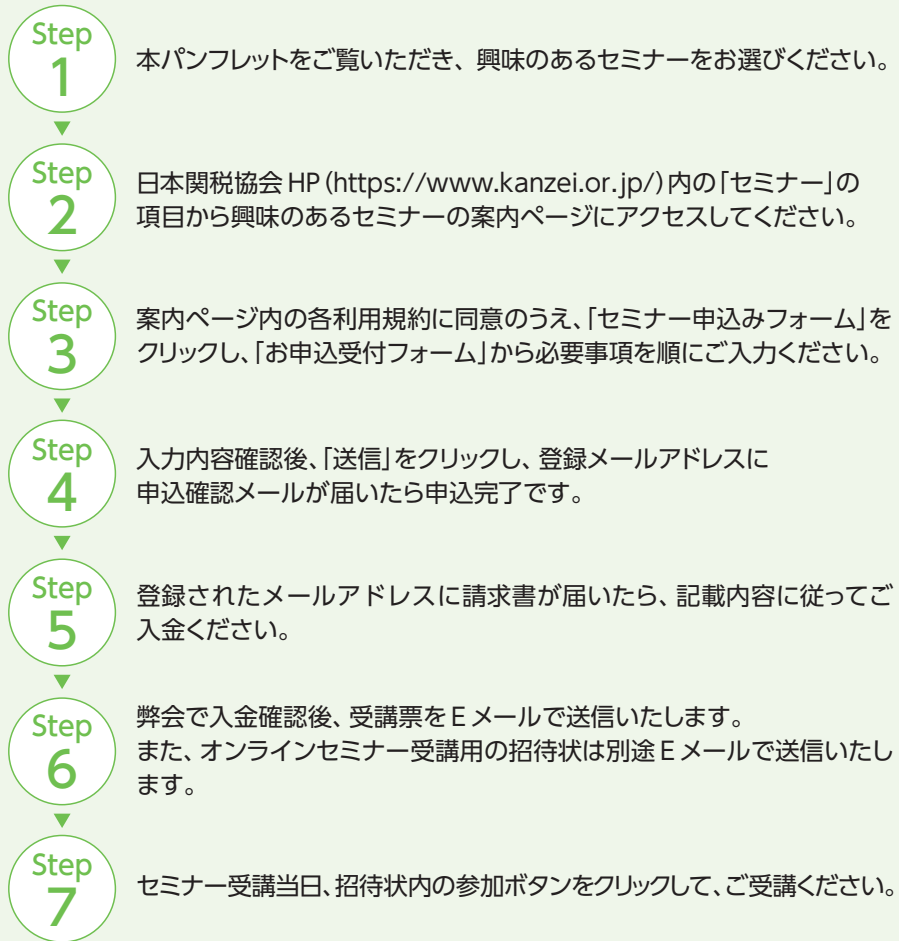 Step
1
本パンフレットをご覧いただき、興味のあるセミナーをお選びください。
Step
2
日本関税協会 HP(https://www.kanzei.or.jp/)内の「セミナー」の
項目から興味のあるセミナーの案内ページにアクセスしてください。
Step
3
案内ページ内の各利用規約に同意のうえ、「セミナー申込みフォーム」を
クリックし、「お申込受付フォーム」から必要事項を順にご入力ください。
Step
4
入力内容確認後、「送信」をクリックし、登録メールアドレスに
申込確認メールが届いたら申込完了です。
Step
5
登録されたメールアドレスに請求書が届いたら、記載内容に従ってご
入金ください。
Step
6
弊会で入金確認後、受講票をEメールで送信いたします。
また、オンラインセミナー受講用の招待状は別途Eメールで送信いたし
ます。
Step
7
セミナー受講当日、招待状内の参加ボタンをクリックして、ご受講ください。